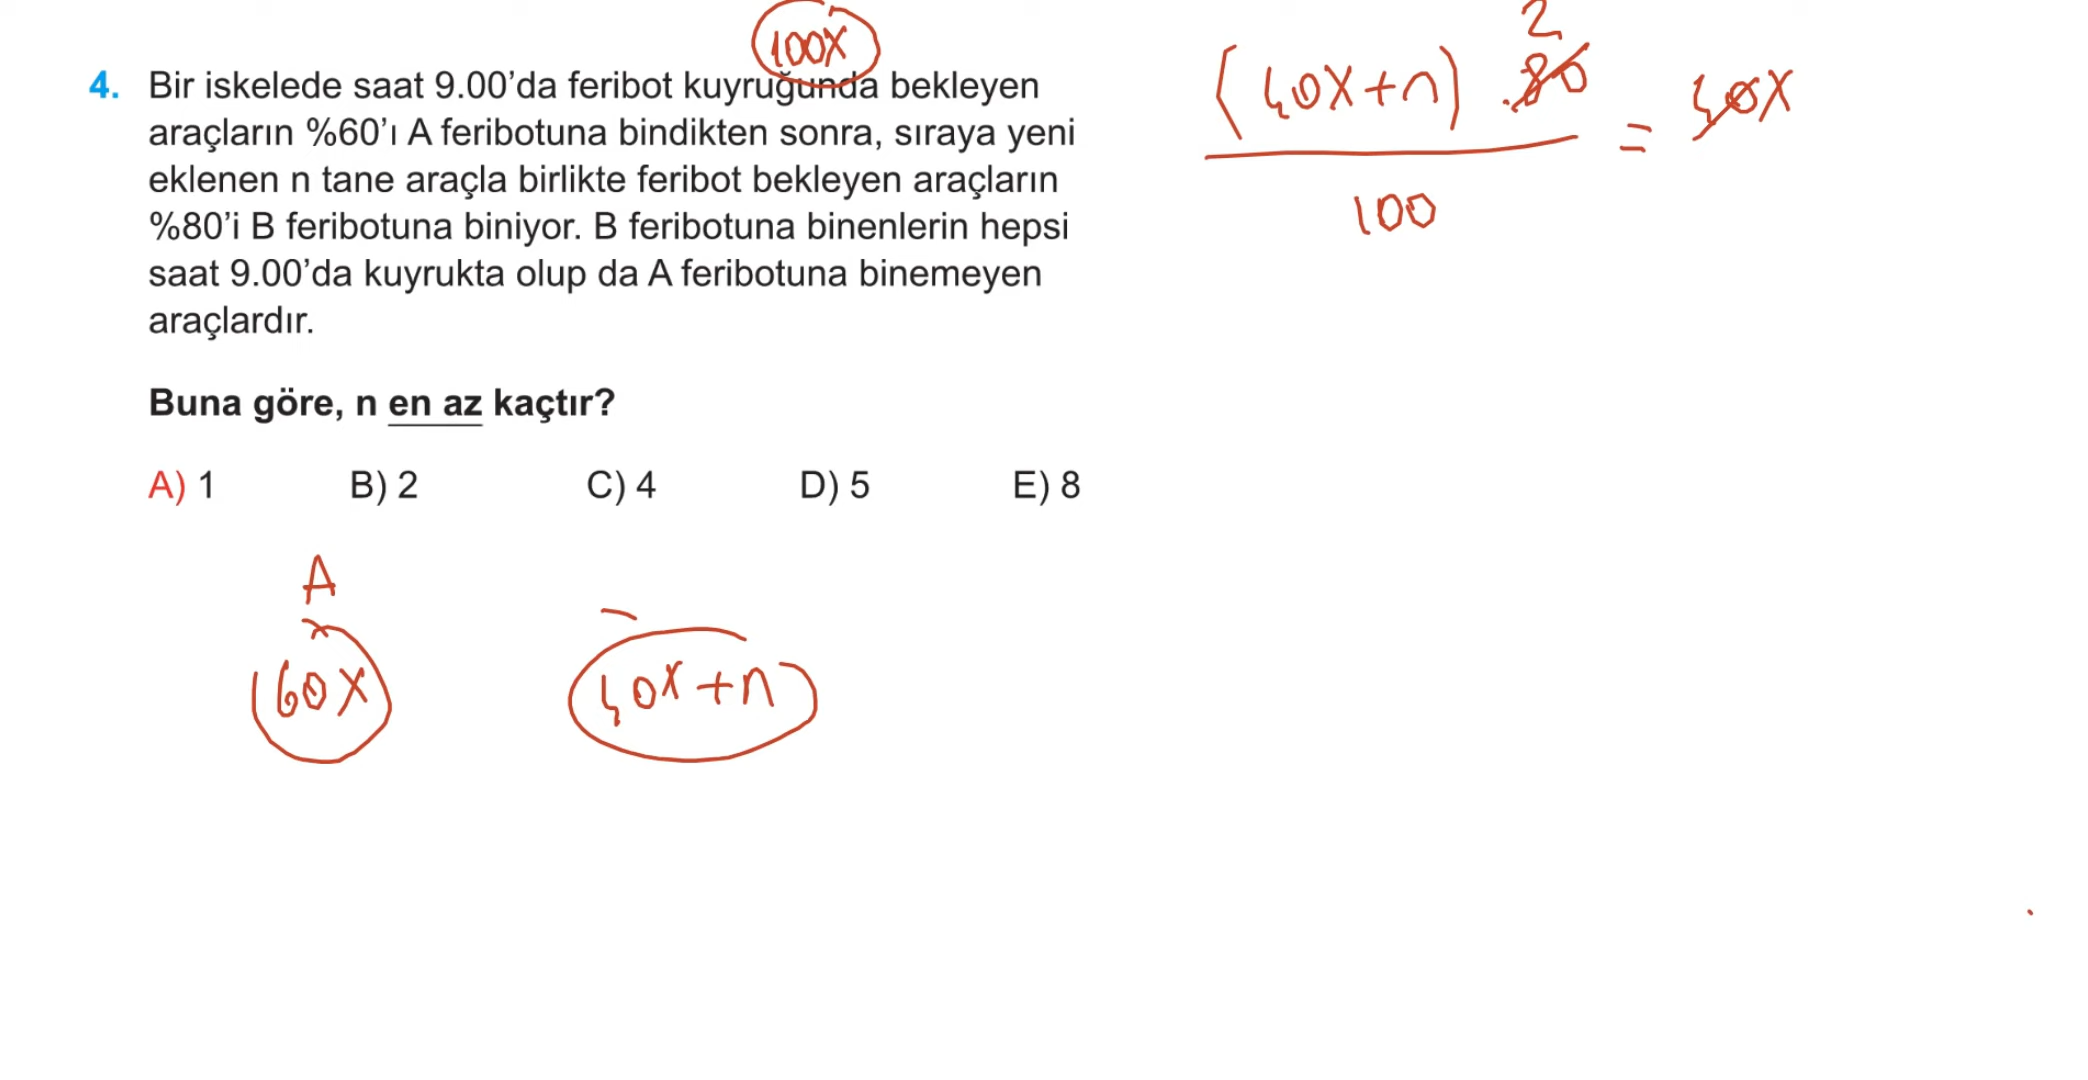 100X
4. Bir iskelede saat 9.00’da feribot kuyruğunda bekleyen
araçların %60’ı A feribotuna bindikten sonra, sıraya yeni
eklenen n tane araçla birlikte feribot bekleyen araçların
%80’i B feribotuna biniyor. B feribotuna binenlerin hepsi
saat 9.00’da kuyrukta olup da A feribotuna binemeyen
araçlardır.
Buna göre, n en az kaçtır?
A) 1 B) 2 C) 4 D) 5 E) 8
A
60X
40X+n
2
(40X+n) .80 = 40X
100